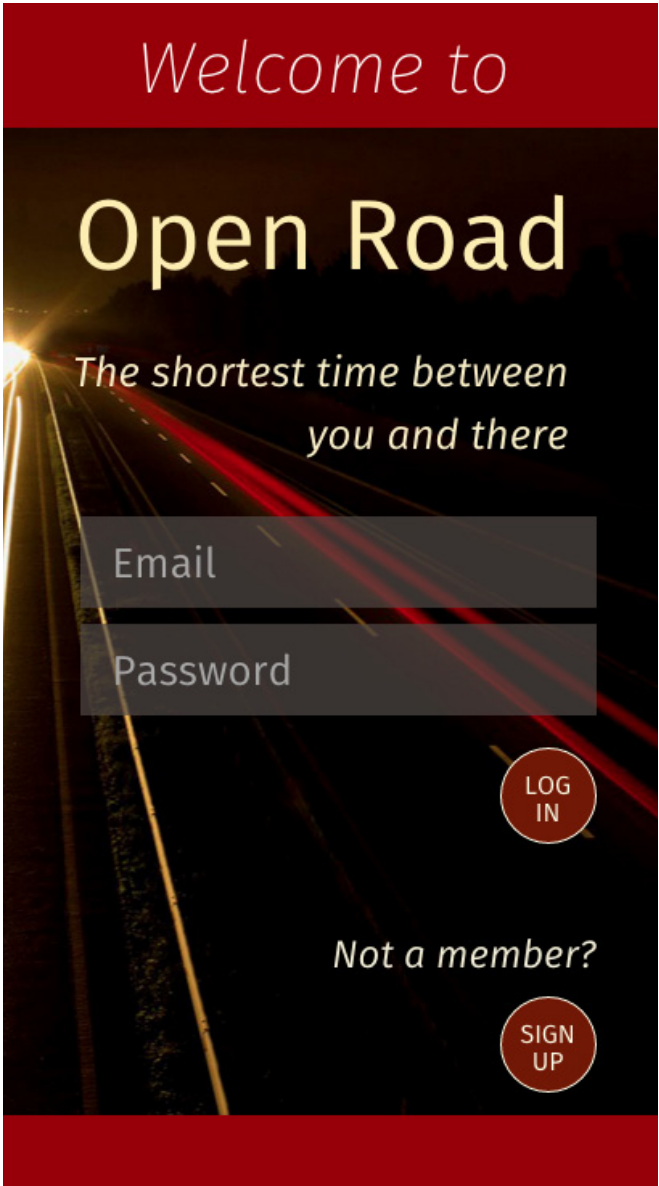 Welcome to
Open Road
The shortest time between
you and there
Email
Password
LOG
IN
Not a member?
SIGN
UP